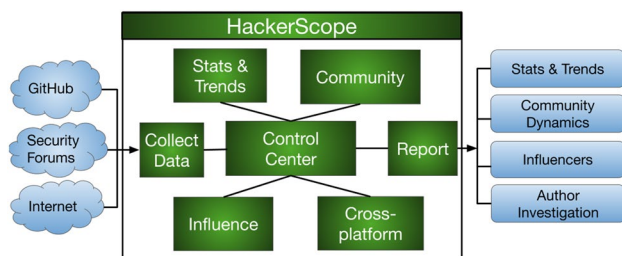 HackerScope
GitHub
Security
Forums
Internet
Stats &
Trends
Community
Collect
Data
Control
Center
Report
Influence
Cross-
platform
Stats & Trends
Community
Dynamics
Influencers
Author
Investigation